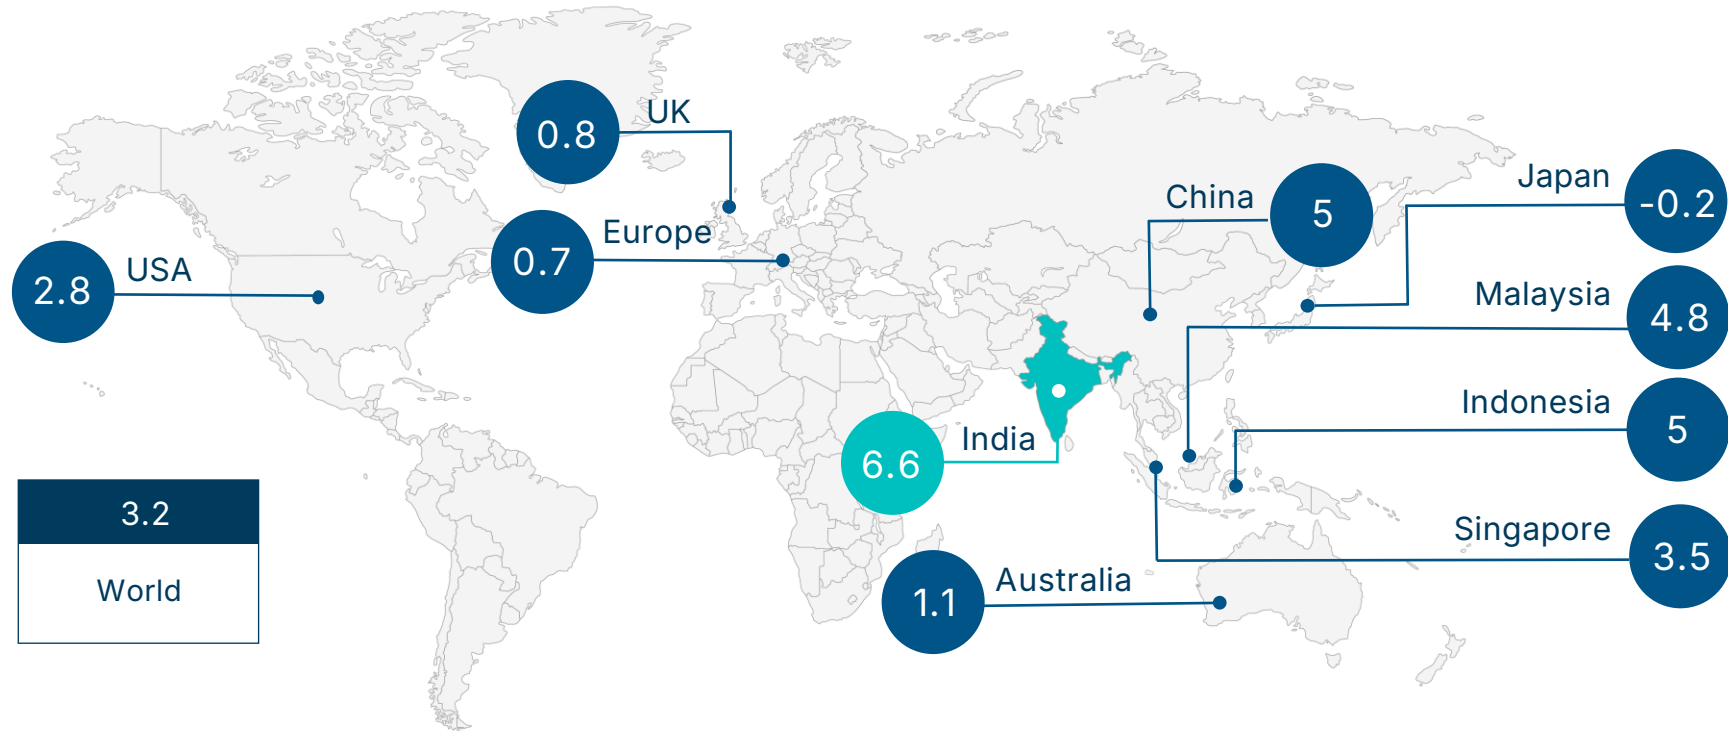 UK
0.8
Europe
0.7
USA
2.8
China
5
Japan
-0.2
Malaysia
4.8
Indonesia
5
India
6.6
Singapore
3.5
Australia
1.1
3.2
World